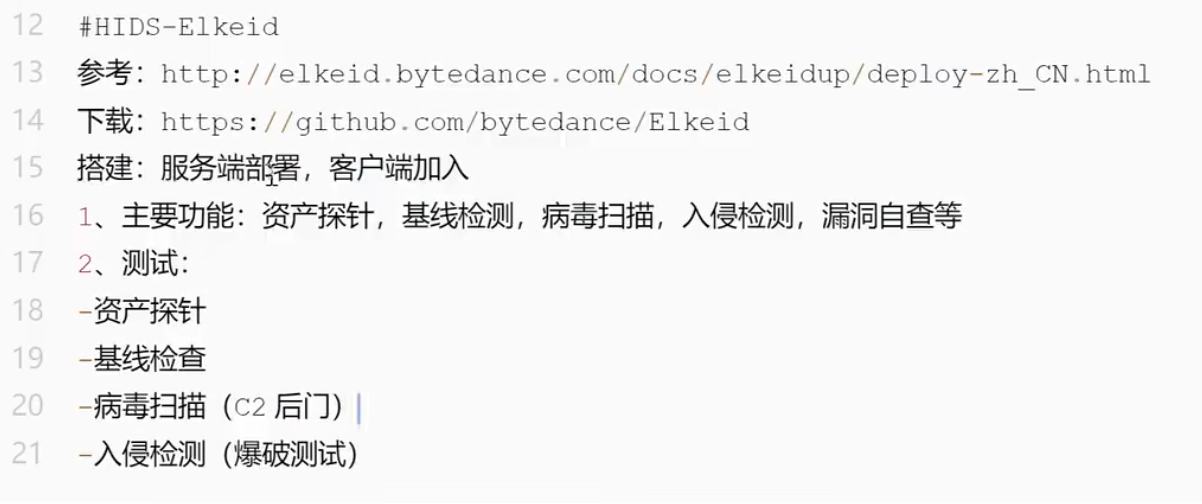 12 #HIDS-Elkeid
13 参考：http://elkeid.bytedance.com/docs/elkeidup/deploy-zh_CN.html
14 下载：https://github.com/bytedance/Elkeid
15 搭建：服务端部署，客户端加入
16 1、主要功能：资产探针，基线检测，病毒扫描，入侵检测，漏洞自查等
17 2、测试：
18 -资产探针
19 -基线检查
20 -病毒扫描（C2 后门）
21 -入侵检测（爆破测试）